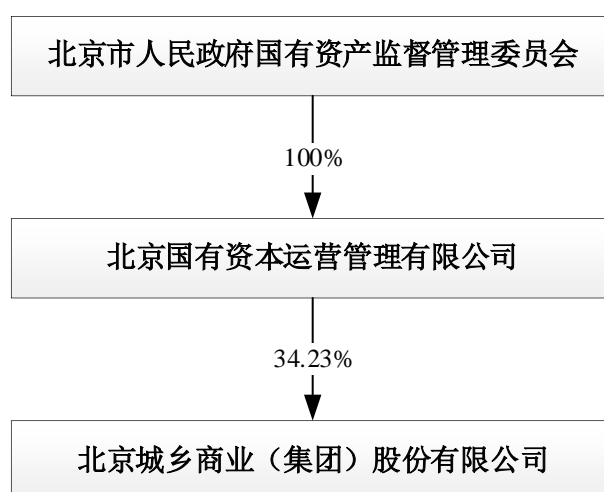 北京市人民政府国有资产监督管理委员会
100%
北京国有资本运营管理有限公司
34.23%
北京城乡商业（集团）股份有限公司